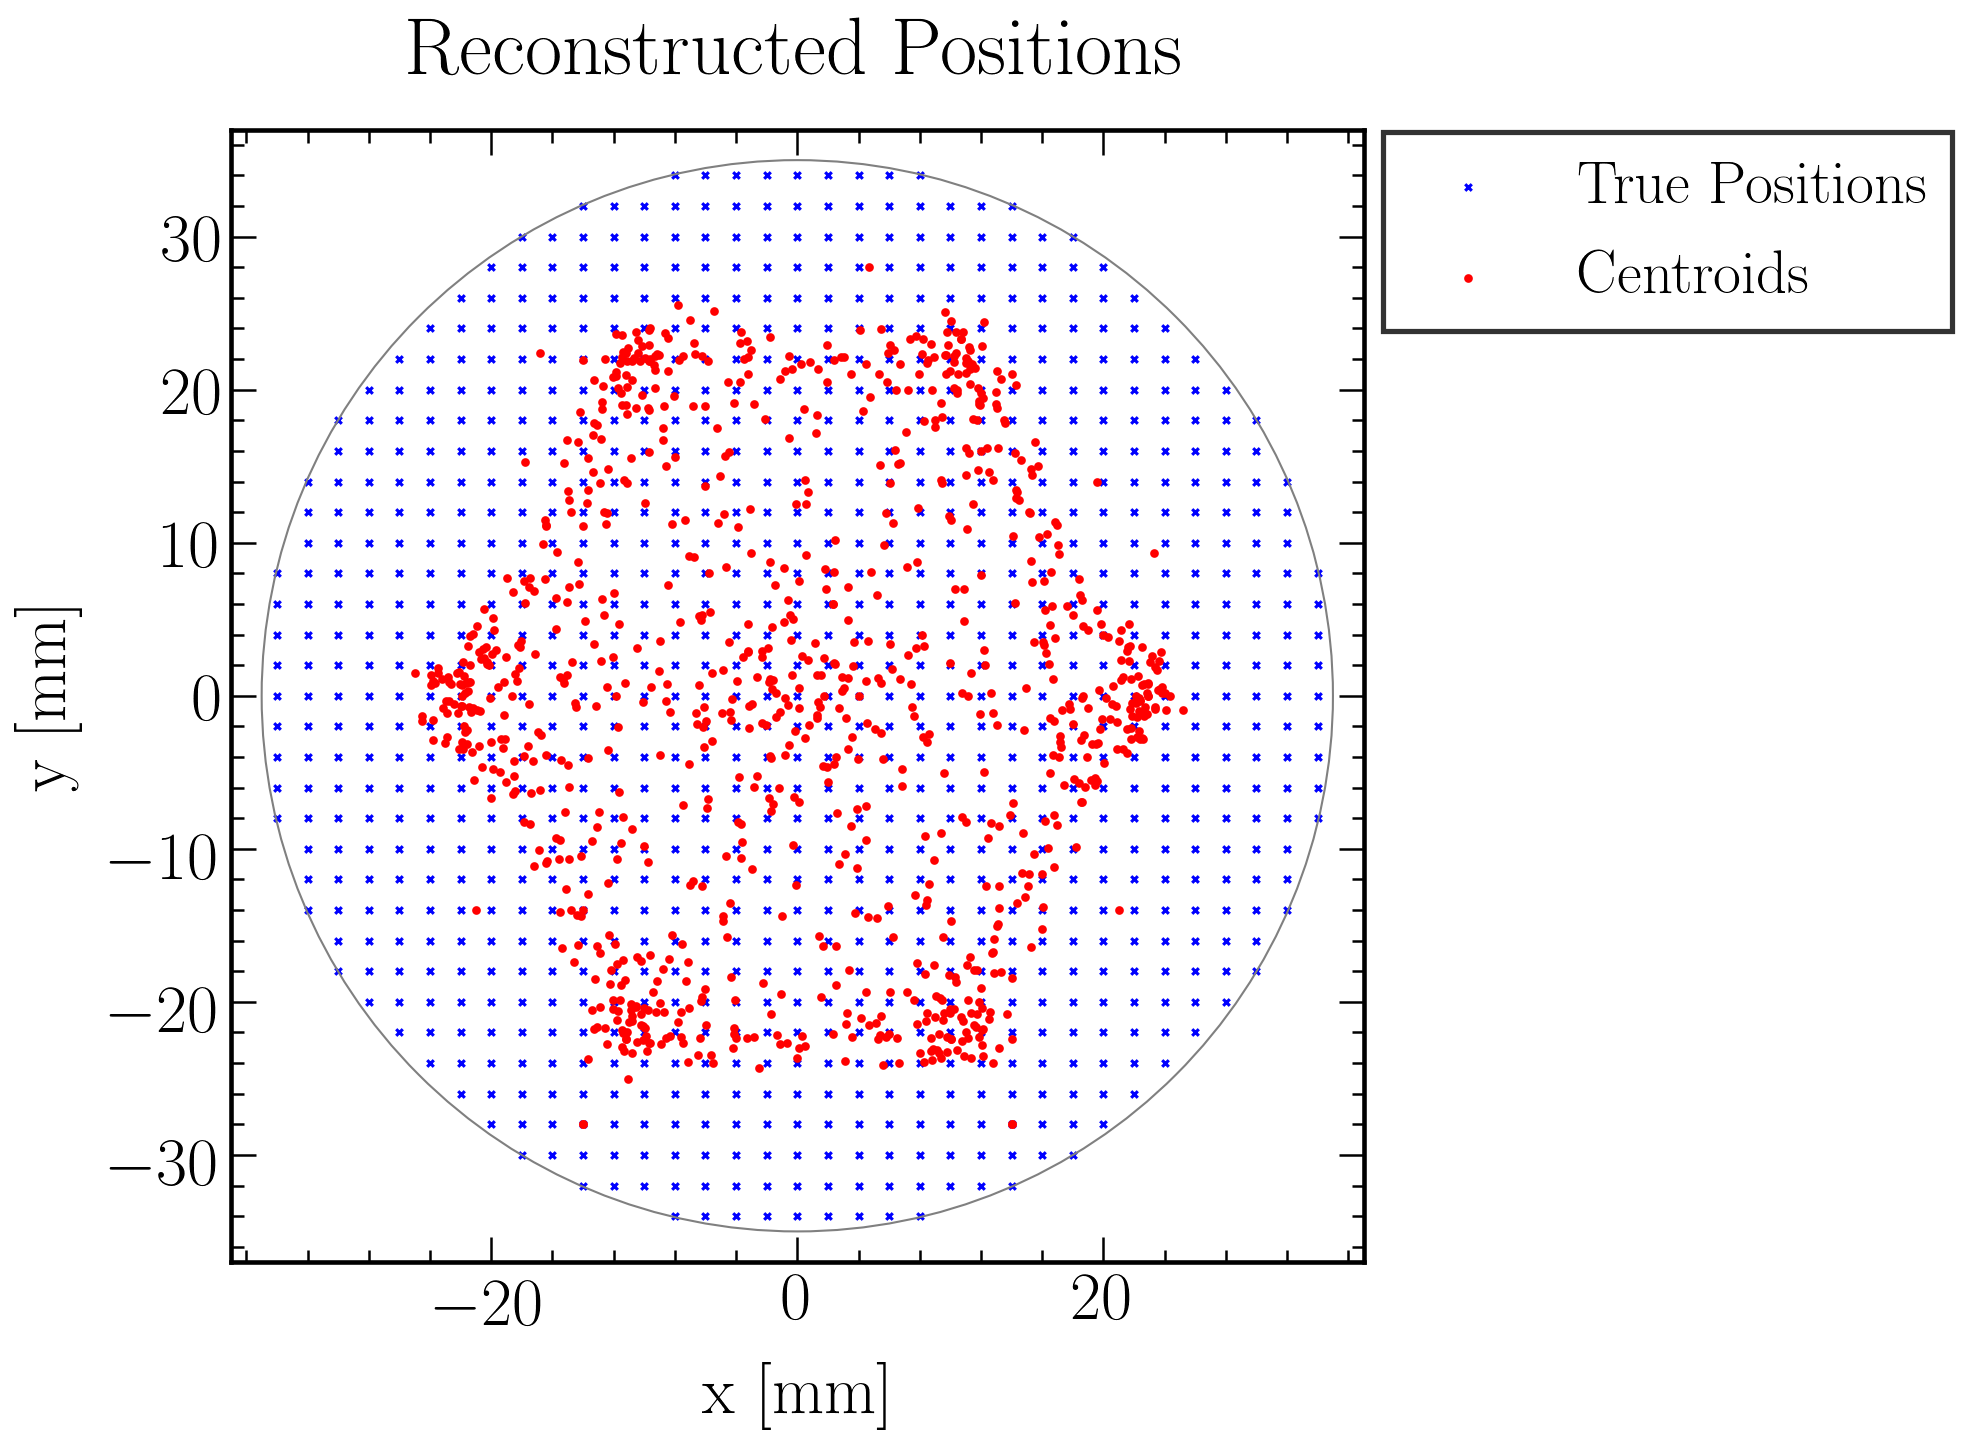 Reconstructed Positions
True Positions
Centroids
30
20
10
0
−10
−20
−30
y [mm]
−20 0 20
x [mm]